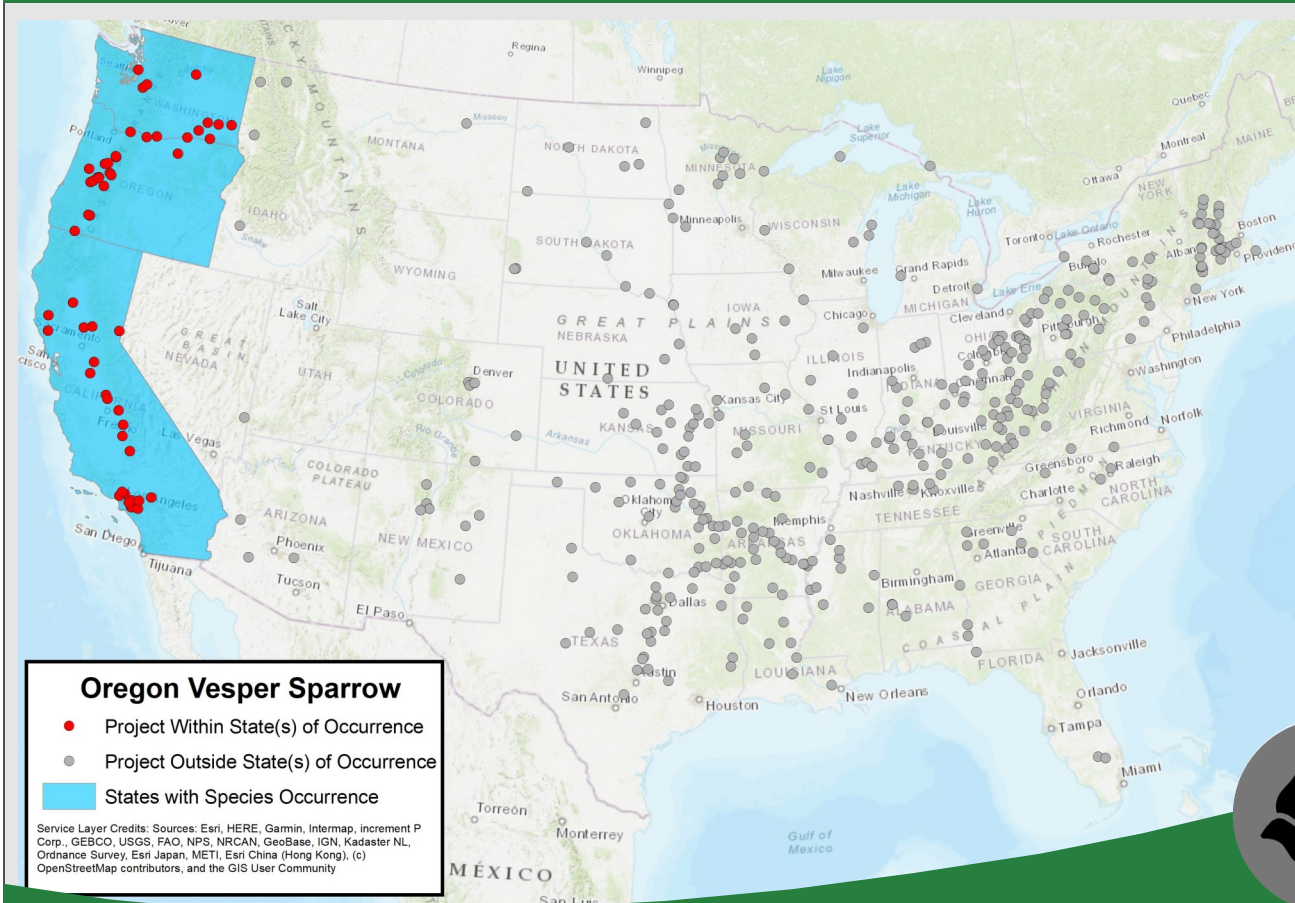 Regina
Winnipeg
Lake
Nipigon
Quebec
Seattle
WASHINGTON
Missouri
Lake
Superior
Montreal
MAINE
Portland
MONTANA
NORTH DAKOTA
MINNESOTA
Ottawa
OREGON
Lake
Michigan
Lake
Huron
NEW
YORK
IDAHO
Snake
Minneapolis
WISCONSIN
Toronto
Lake Ontario
Rochester
Boston
SOUTH DAKOTA
Buffalo
WYOMING
Milwaukee
Grand Rapids
Detroit
Lake Erie
New York
Salt
Lake City
IOWA
Chicago
MICHIGAN
Cleveland
GREAT PLAINS
NEBRASKA
Pittsburgh
Philadelphia
Sacramento
GREAT
BASIN
NEVADA
UTAH
UNITED
STATES
Denver
ILLINOIS
Indianapolis
Washington
CALIFORNIA
COLORADO
Kansas City
St Louis
VIRGINIA
Richmond
Norfolk
Las Vegas
Rio Grande
Arkansas
KANSAS
MISSOURI
Louisville
KENTUCKY
COLORADO
PLATEAU
Greensboro
Raleigh
Nashville
Knoxville
Charlotte
NORTH
CAROLINA
ARIZONA
NEW MEXICO
Oklahoma
City
OKLAHOMA
Memphis
TENNESSEE
ARKANSAS
Greenville
SOUTH
CAROLINA
San Diego
Tijuana
Phoenix
Tucson
Atlanta
Birmingham
GEORGIA
ALABAMA
El Paso
Dallas
TEXAS
COASTAL PLAIN
Jacksonville
FLORIDA
Austin
LOUISIANA
San Antonio
Houston
New Orleans
Orlando
Tampa
Miami
Oregon Vesper Sparrow
Project Within State(s) of Occurrence
Project Outside State(s) of Occurrence
States with Species Occurrence
Service Layer Credits: Sources: Esri, HERE, Garmin, Intermap, increment P
Corp., GEBCO, USGS, FAO, NPS, NRCAN, GeoBase, IGN, Kadaster NL,
Ordnance Survey, Esri Japan, METI, Esri China (Hong Kong), (c)
OpenStreetMap contributors, and the GIS User Community
Torreón
Monterrey
Gulf of
Mexico
MÉXICO